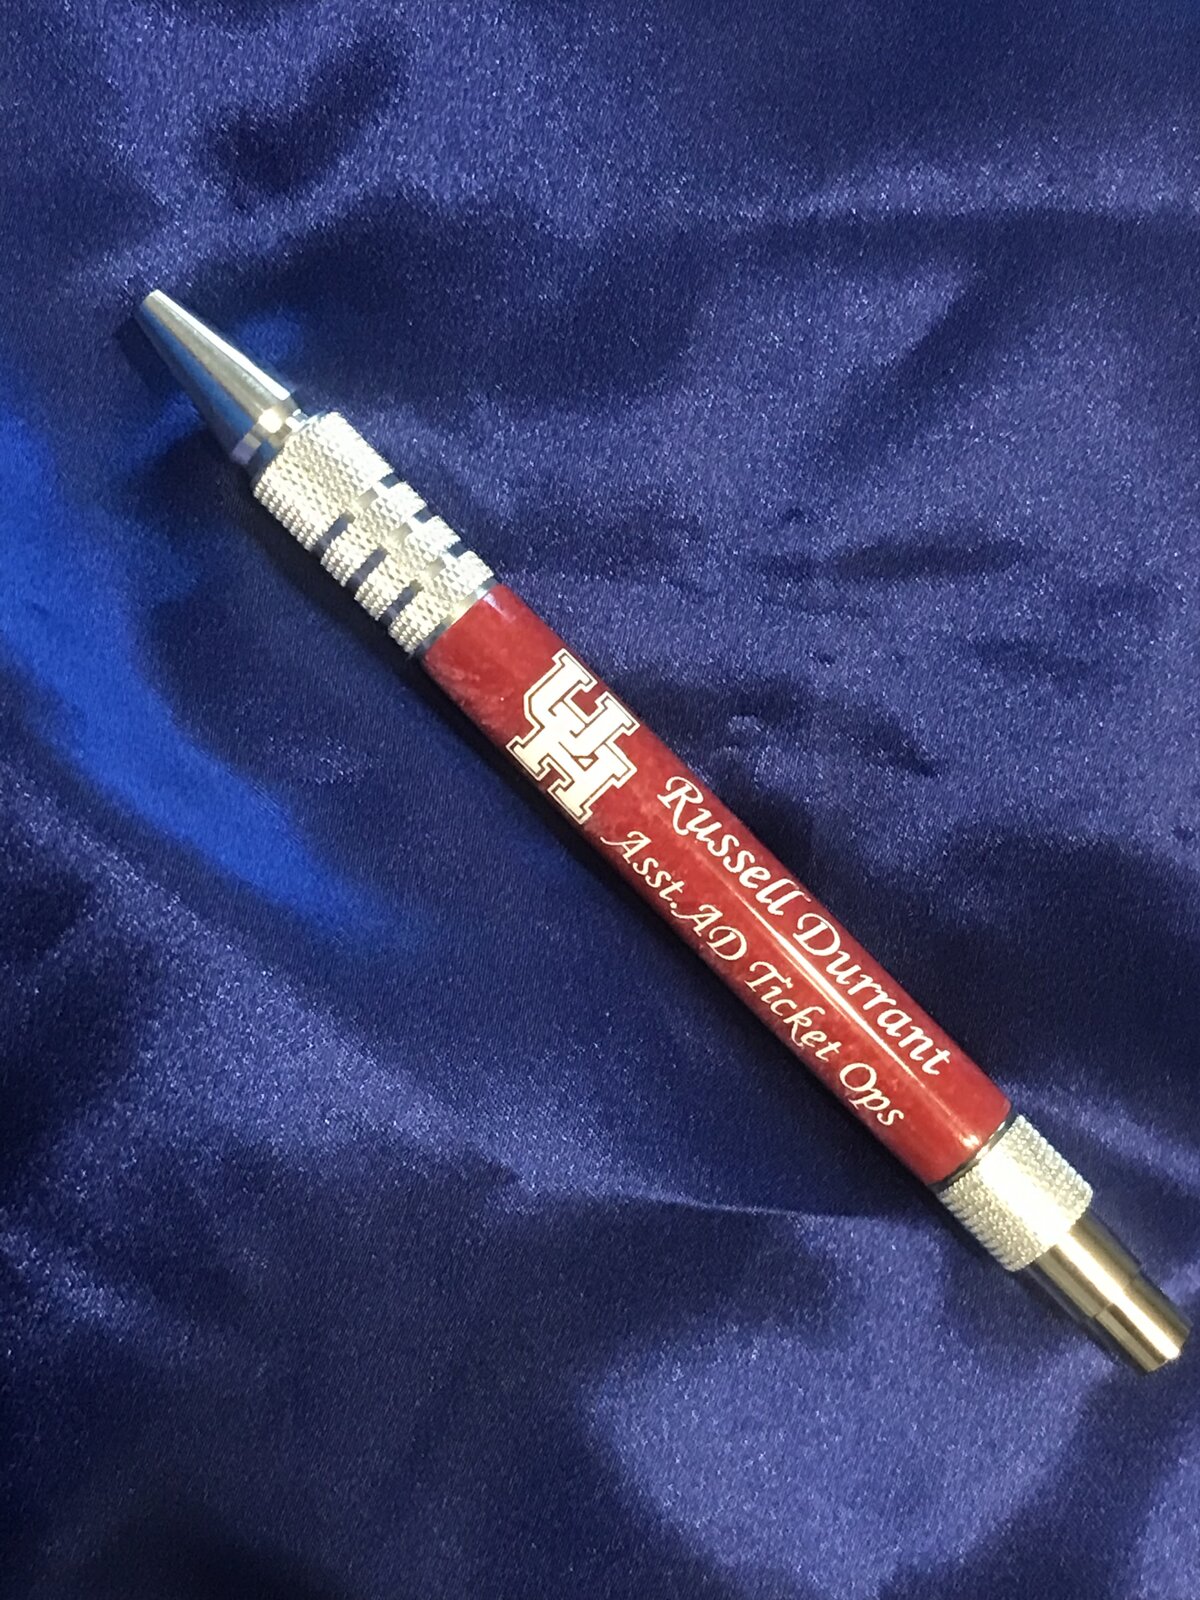 UH
Russell Durrant
Asst. AD Ticket Ops